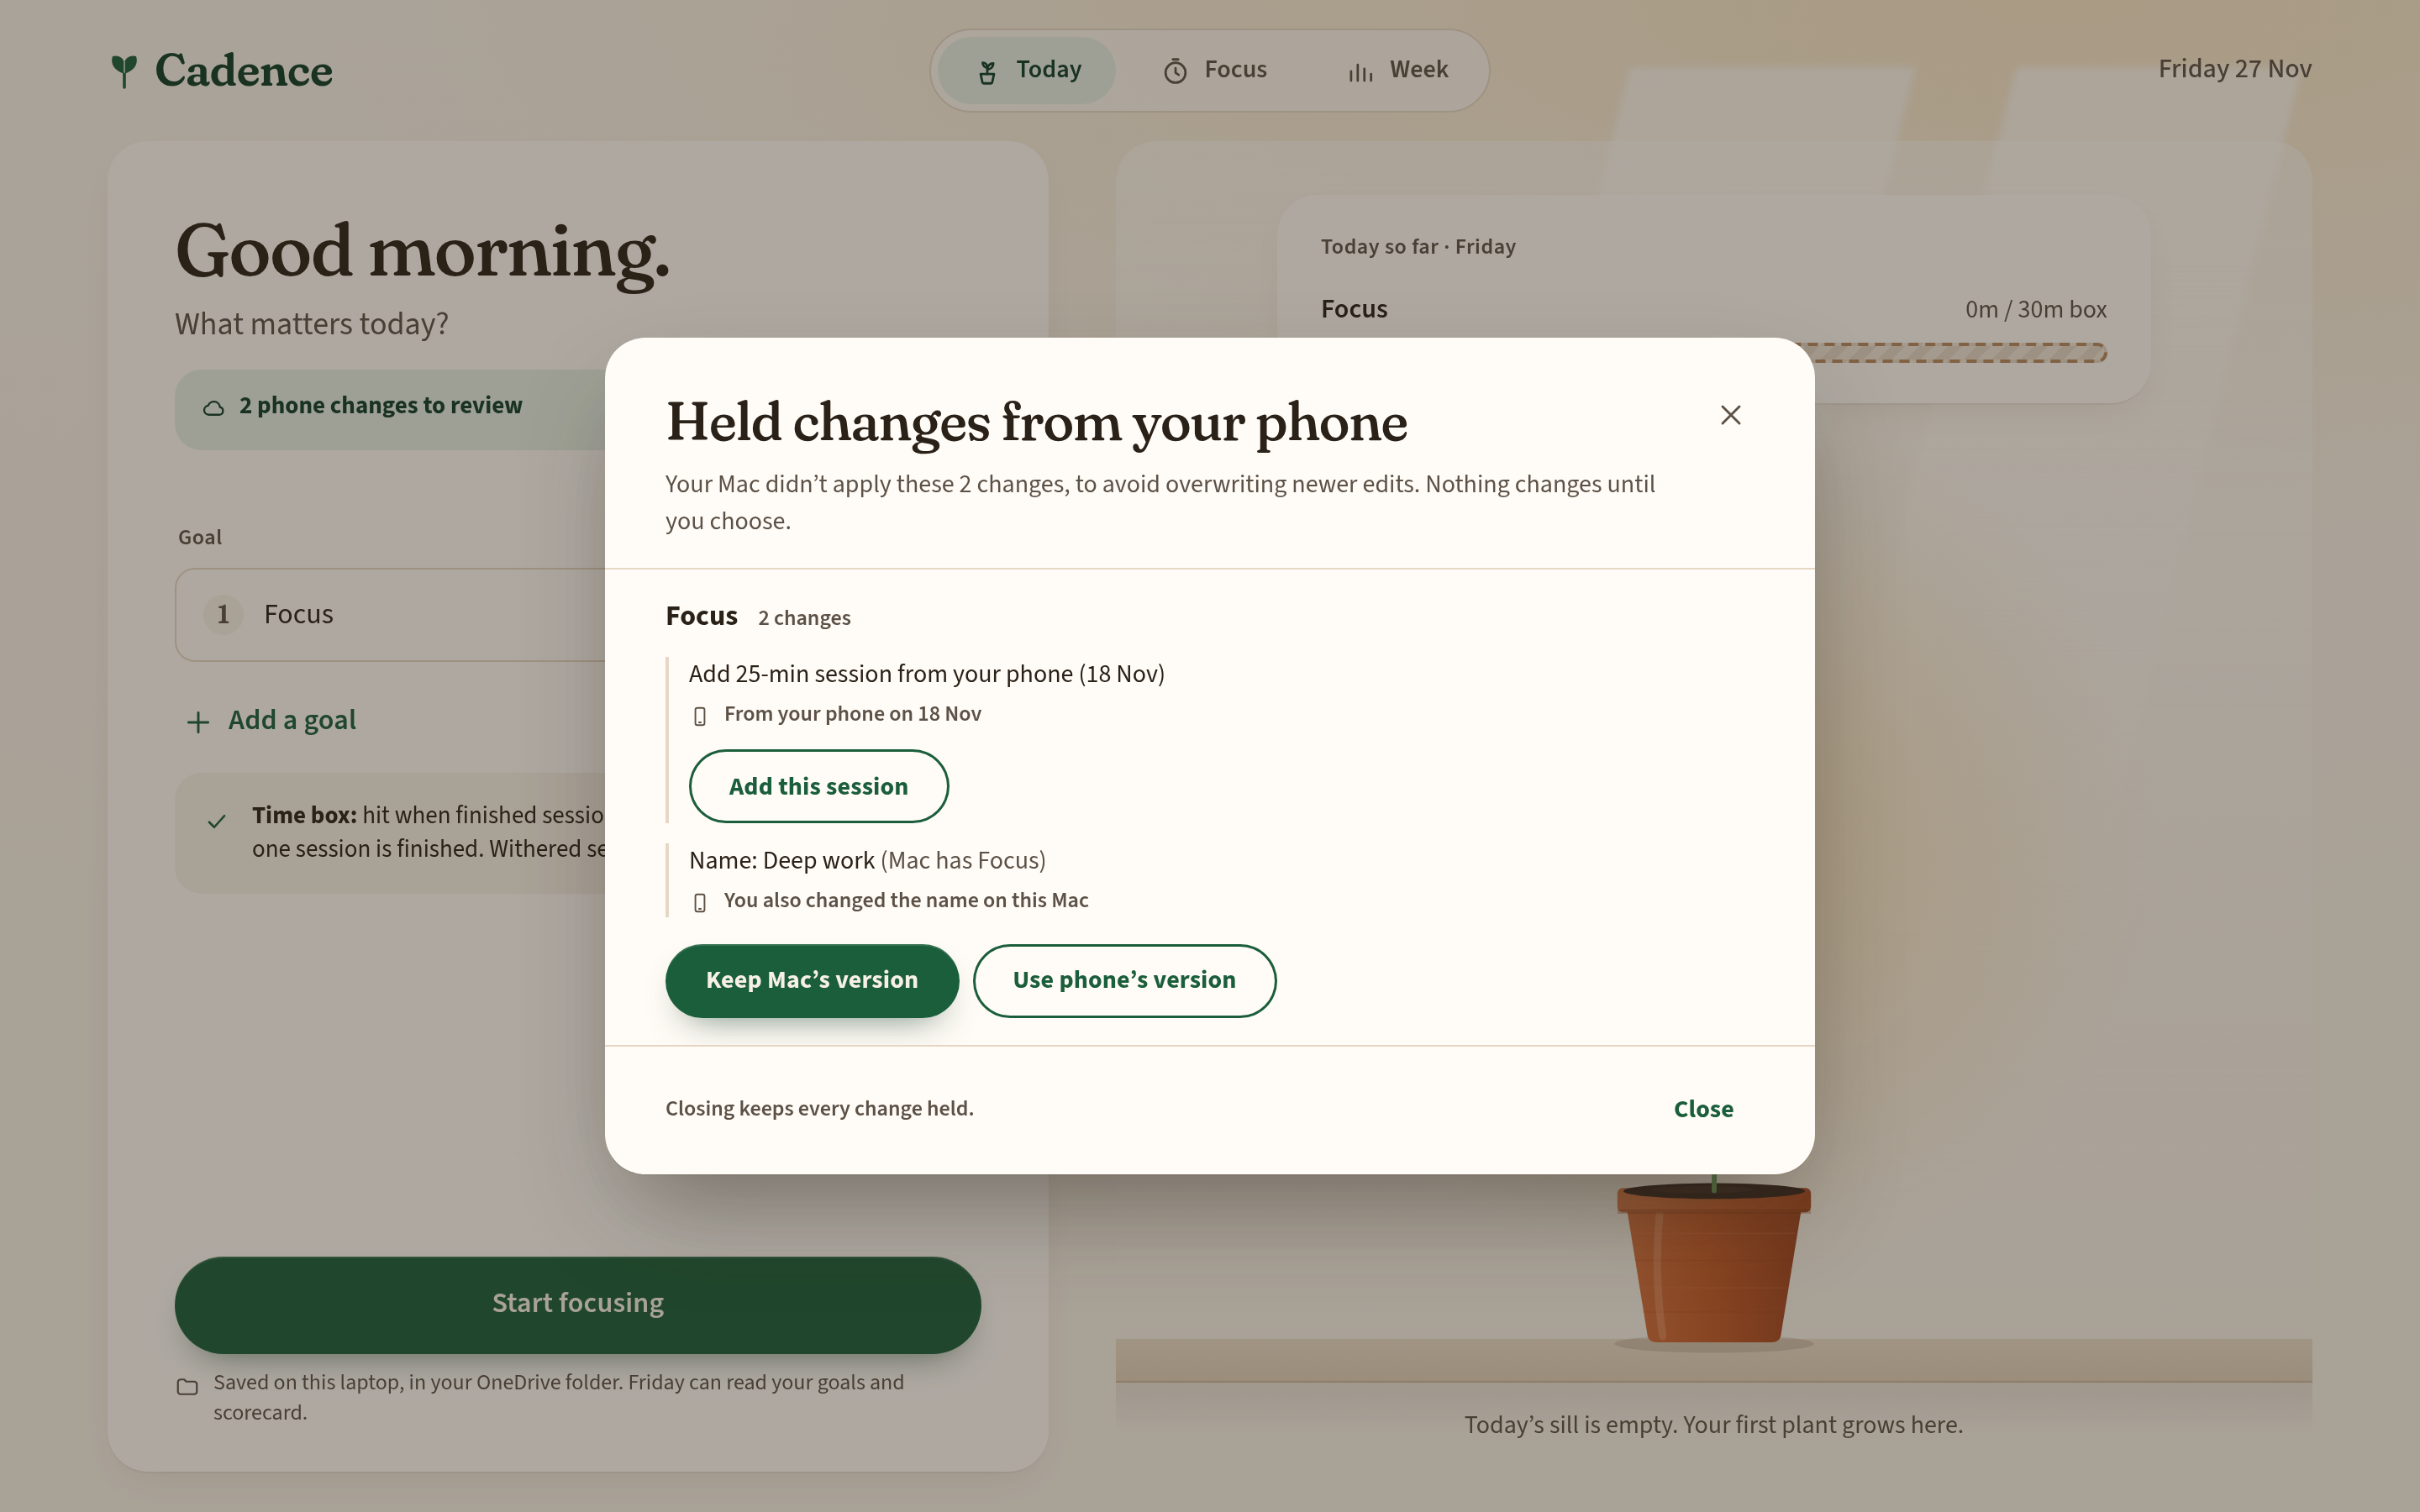 Cadence
Today
Focus
Week
Friday 27 Nov
Good morning.
What matters today?
2 phone changes to review
Goal
1 Focus
Add a goal
Time box: hit when finished sessio
one session is finished. Withered se
Start focusing
Saved on this laptop, in your OneDrive folder. Friday can read your goals and
scorecard.
Today so far · Friday
Focus
0m / 30m box
Held changes from your phone
Your Mac didn’t apply these 2 changes, to avoid overwriting newer edits. Nothing changes until
you choose.
Focus 2 changes
Add 25-min session from your phone (18 Nov)
From your phone on 18 Nov
Add this session
Name: Deep work (Mac has Focus)
You also changed the name on this Mac
Keep Mac’s version
Use phone’s version
Closing keeps every change held.
Close
Today’s sill is empty. Your first plant grows here.